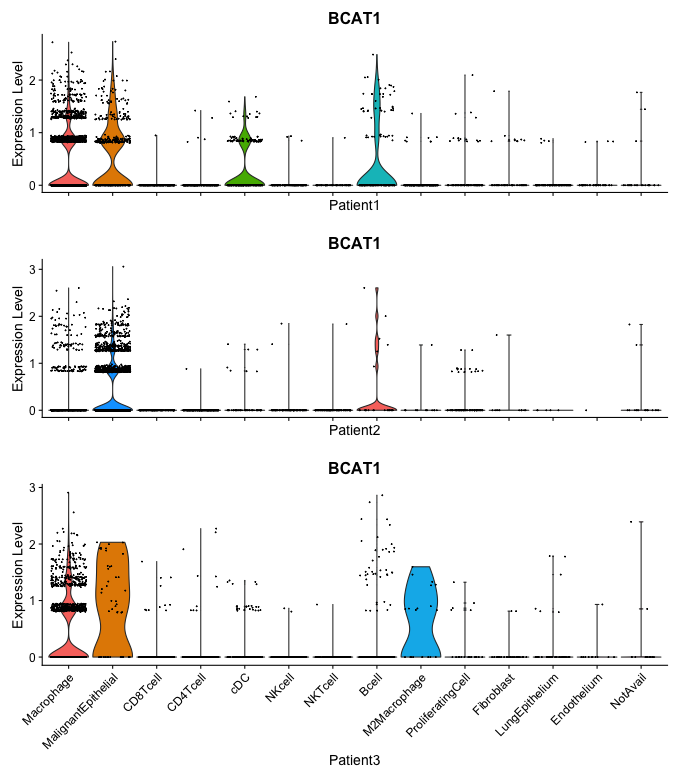 BCAT1
Expression Level
2
1
0
Patient1
BCAT1
Expression Level
3
2
1
0
Patient2
BCAT1
Expression Level
3
2
1
0
Macrophage
MalignantEpithelial
CD8Tcell
CD4Tcell
cDC
NKcell
NKTcell
Bcell
M2Macrophage
ProliferatingCell
Fibroblast
LungEpithelium
Endothelium
NotAvail
Patient3